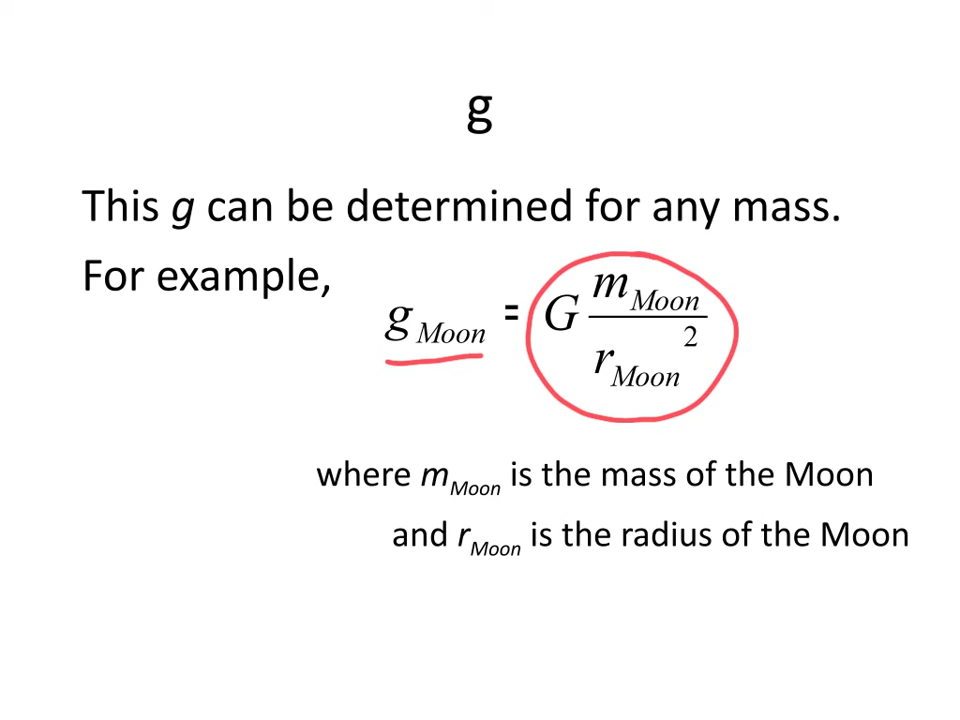 g
This g can be determined for any mass.
For example,
g_Moon = G m_Moon / r_Moon^2
where m_Moon is the mass of the Moon
and r_Moon is the radius of the Moon